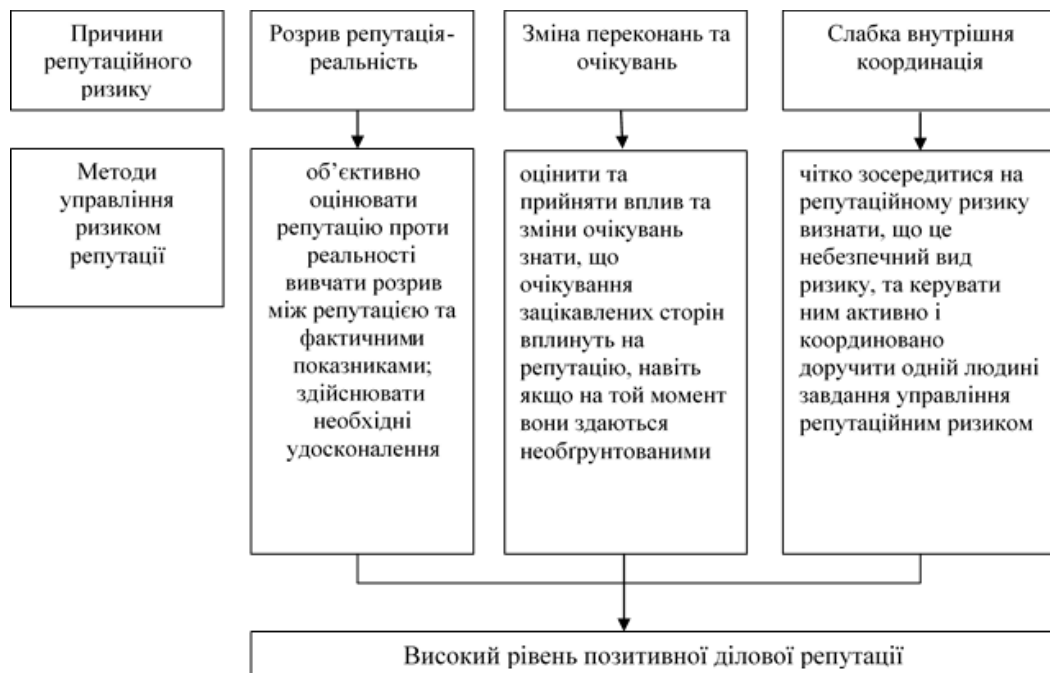 Причини
репутаційного
ризику
Розрив репутація-
реальність
Зміна переконань та
очікувань
Слабка внутрішня
координація
Методи
управління
ризиком
репутації
об’єктивно
оцінювати
репутацію проти
реальності
вивчати розрив
між репутацією та
фактичними
показниками;
здійснювати
необхідні
удосконалення
оцінити та
прийняти вплив та
зміни очікувань
знати, що
очікування
зацікавлених сторін
вплинуть на
репутацію, навіть
якщо на той момент
вони здаються
необґрунтованими
чітко зосередитися на
репутаційному ризику
визнати, що це
небезпечний вид
ризику, та керувати
ним активно і
координовано
доручити одній людині
завдання управління
репутаційним ризиком
Високий рівень позитивної ділової репутації